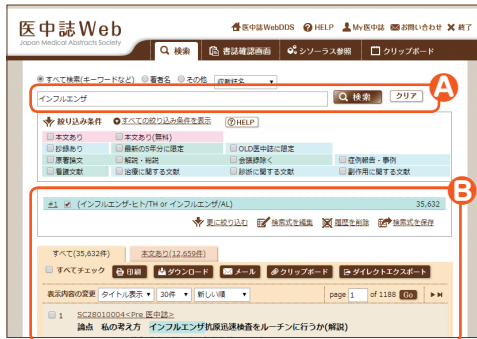 医中誌Web
Japan Medical Abstracts Society
医中誌WebDDS HELP My医中誌 お問い合わせ 終了
検索 書誌確認画面 シソーラス参照 クリップボード
すべて検索(キーワードなど) 著者名 その他 収載誌名
A
インフルエンザ 検索 クリア
絞り込み条件 すべての絞り込み条件を表示 HELP
本文あり 本文あり(無料)
抄録あり 最新の5年分に限定 OLD医中誌に限定
原著論文 解説・総説 会議録除く 症例報告・事例
看護文献 治療に関する文献 診断に関する文献 副作用に関する文献
B
#1 (インフルエンザ-ヒト/TH or インフルエンザ/AL) 35,632
更に絞り込む 検索式を編集 履歴を削除 検索式を保存
すべて(35,632件) 本文あり(12,659件)
すべてチェック 印刷 ダウンロード メール クリップボード ダイレクトエクスポート
表示内容の変更 タイトル表示 30件 新しい順 page 1 of 1188 Go
1 SC28010004<Pre 医中誌>
論点 私の考え方 インフルエンザ抗原迅速検査をルーチンに行うか(解説)